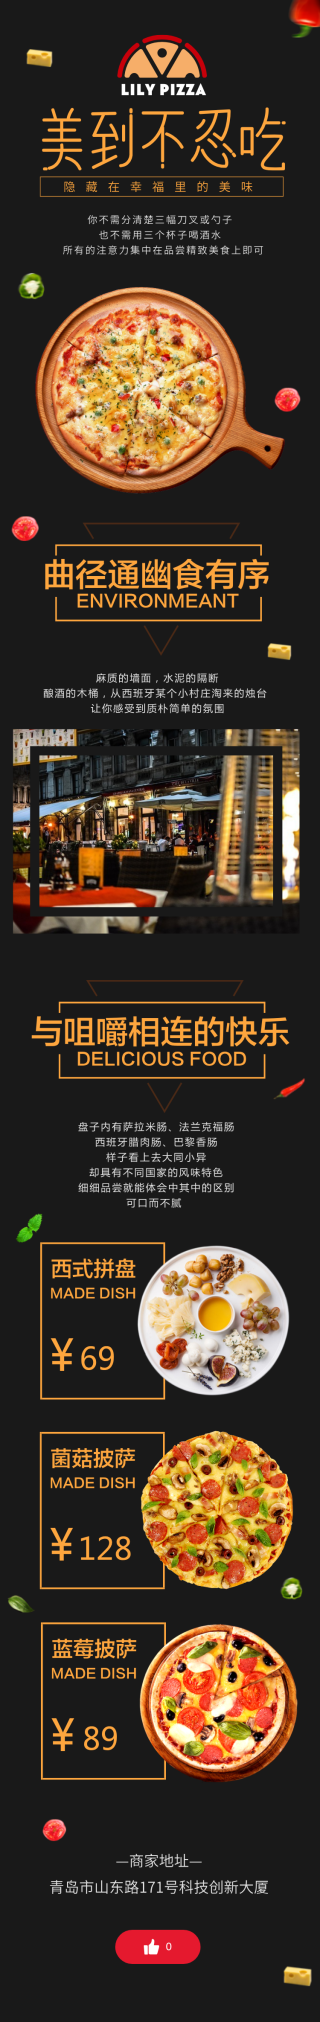 LILY PIZZA
美到不忍吃
隐藏在幸福里的美味
你不需分清楚三幅刀叉或勺子
也不需用三个杯子喝酒水
所有的注意力集中在品尝精致美食上即可
曲径通幽食有序
ENVIRONMEANT
麻质的墙面，水泥的隔断
酿酒的木桶，从西班牙某个小村庄淘来的烛台
让你感受到质朴简单的氛围
与咀嚼相连的快乐
DELICIOUS FOOD
盘子内有萨拉米肠、法兰克福肠
西班牙腊肉肠、巴黎香肠
样子看上去大同小异
却具有不同国家的风味特色
细细品尝就能体会中其中的区别
可口而不腻
西式拼盘
MADE DISH
¥69
菌菇披萨
MADE DISH
¥128
蓝莓披萨
MADE DISH
¥89
—商家地址—
青岛市山东路171号科技创新大厦
0